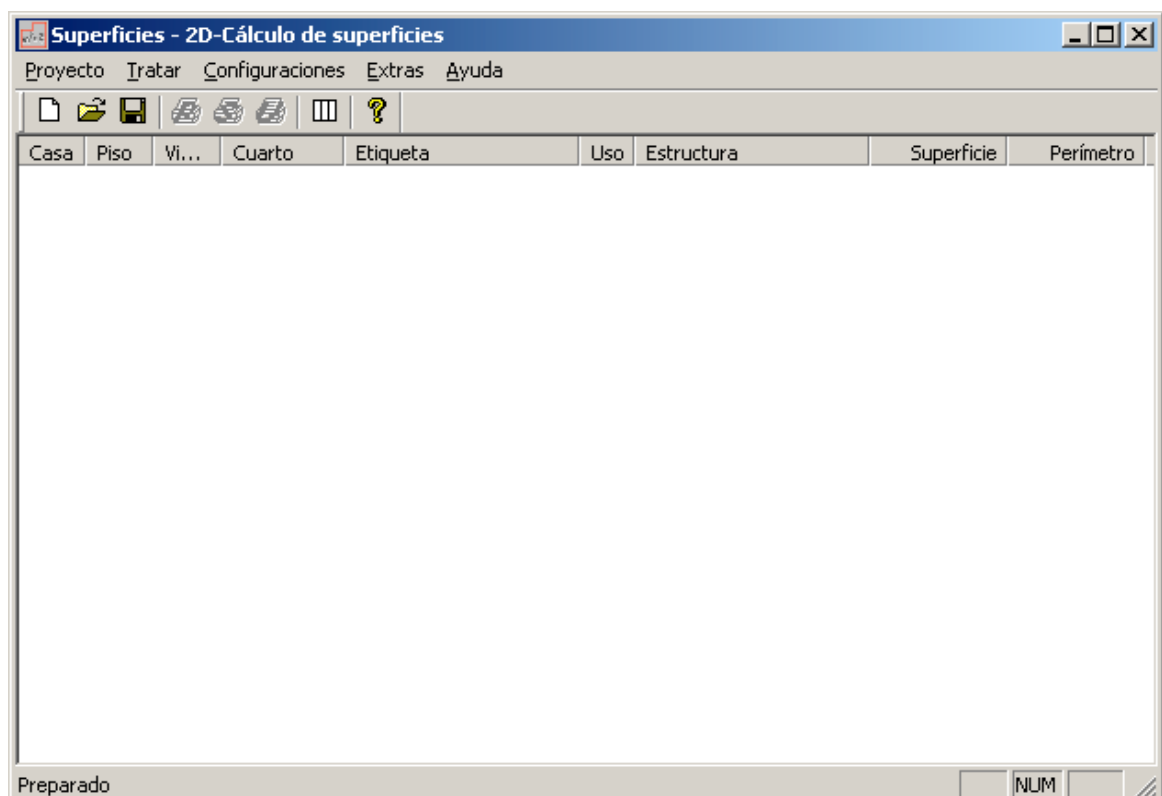 Superficies - 2D-Cálculo de superficies
Proyecto Tratar Configuraciones Extras Ayuda
Casa Piso Vi... Cuarto Etiqueta Uso Estructura Superficie Perímetro
Preparado NUM